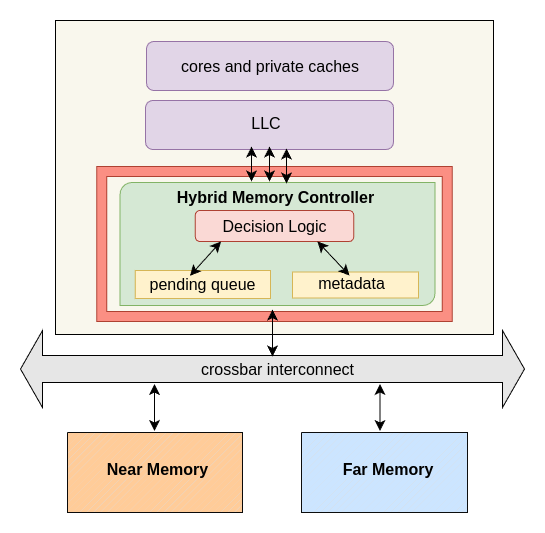 cores and private caches
LLC
Hybrid Memory Controller
Decision Logic
pending queue
metadata
crossbar interconnect
Near Memory
Far Memory